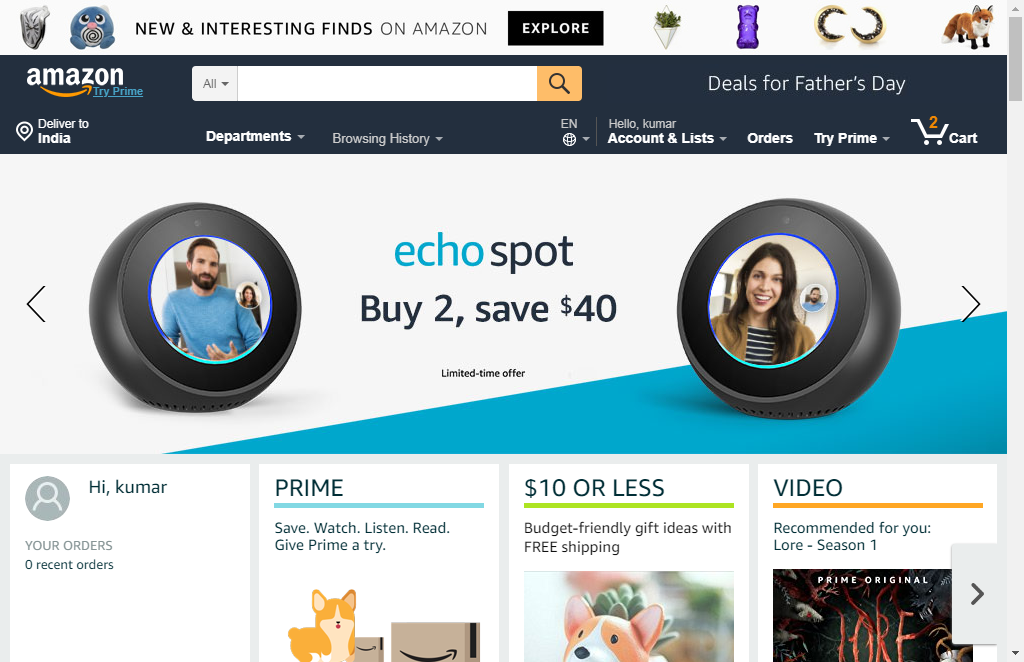 NEW & INTERESTING FINDS ON AMAZON
EXPLORE
amazon
Try Prime
All
Deals for Father's Day
Deliver to
India
Departments
Browsing History
EN
Hello, kumar
Account & Lists
Orders
Try Prime
2
Cart
echo spot
Buy 2, save $40
Limited-time offer
Hi, kumar
YOUR ORDERS
0 recent orders
PRIME
Save. Watch. Listen. Read.
Give Prime a try.
$10 OR LESS
Budget-friendly gift ideas with
FREE shipping
VIDEO
Recommended for you:
Lore - Season 1
PRIME ORIGINAL
LORE